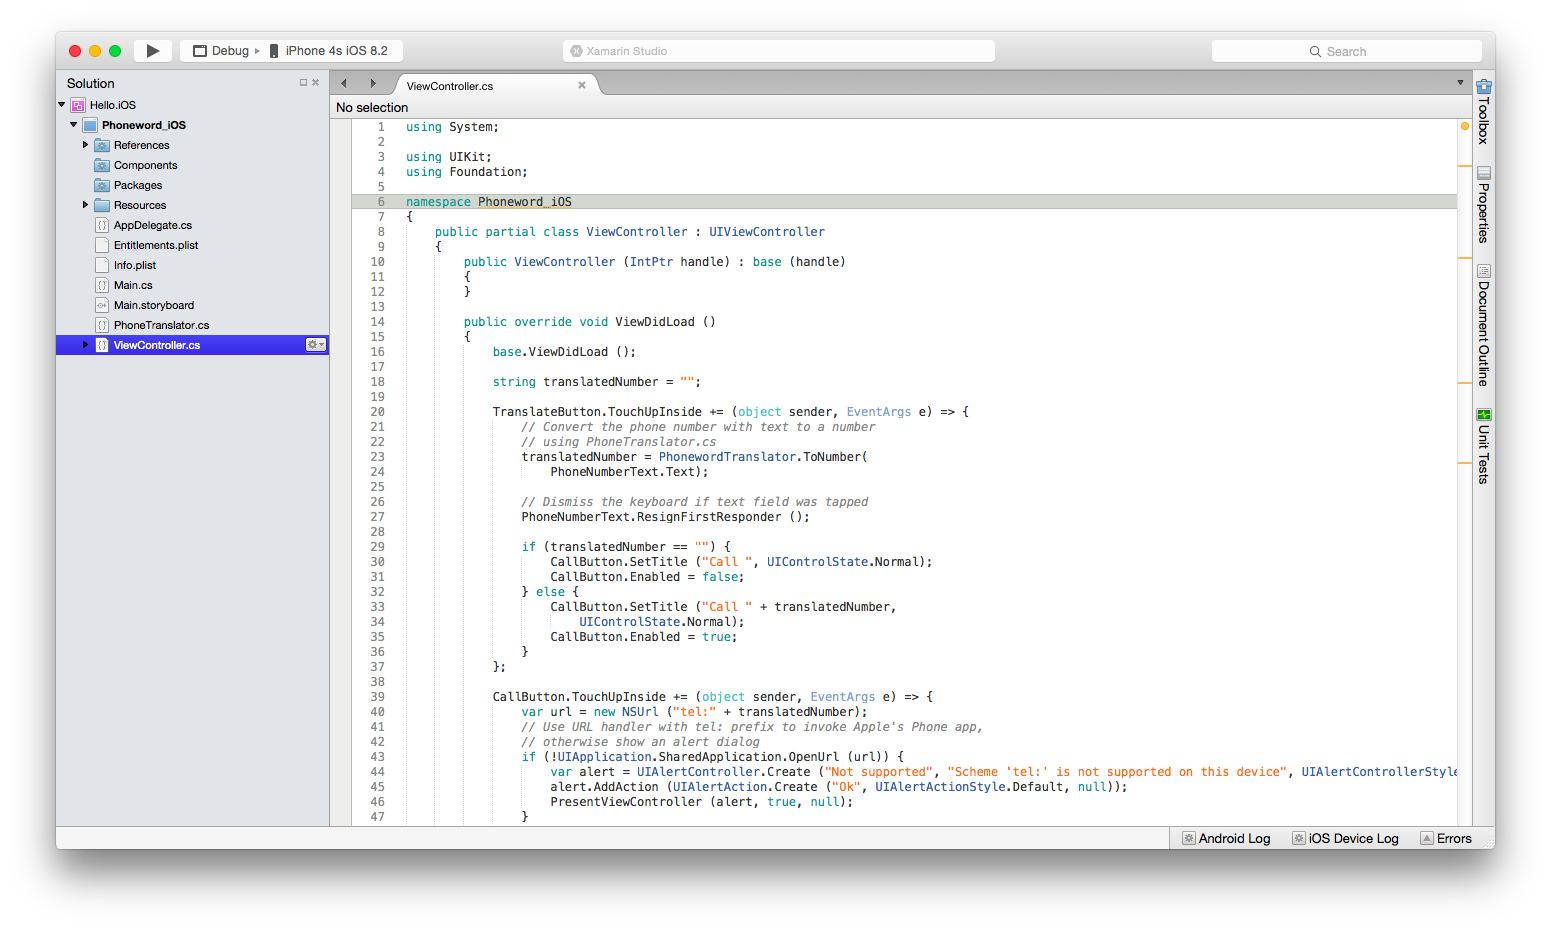 Debug
iPhone 4s iOS 8.2
Xamarin Studio
Search
Solution
Hello.iOS
Phoneword_iOS
References
Components
Packages
Resources
AppDelegate.cs
Entitlements.plist
Info.plist
Main.cs
Main.storyboard
PhoneTranslator.cs
ViewController.cs
ViewController.cs
No selection
1 using System;
2
3 using UIKit;
4 using Foundation;
5
6 namespace Phoneword_iOS
7 {
8 public partial class ViewController : UIViewController
9 {
10 public ViewController (IntPtr handle) : base (handle)
11 {
12 }
13
14 public override void ViewDidLoad ()
15 {
16 base.ViewDidLoad ();
17
18 string translatedNumber = "";
19
20 TranslateButton.TouchUpInside += (object sender, EventArgs e) => {
21 // Convert the phone number with text to a number
22 // using PhoneTranslator.cs
23 translatedNumber = PhonewordTranslator.ToNumber(
24 PhoneNumberText.Text);
25
26 // Dismiss the keyboard if text field was tapped
27 PhoneNumberText.ResignFirstResponder ();
28
29 if (translatedNumber == "") {
30 CallButton.SetTitle ("Call ", UIControlState.Normal);
31 CallButton.Enabled = false;
32 } else {
33 CallButton.SetTitle ("Call " + translatedNumber,
34 UIControlState.Normal);
35 CallButton.Enabled = true;
36 }
37 };
38
39 CallButton.TouchUpInside += (object sender, EventArgs e) => {
40 var url = new NSUrl ("tel:" + translatedNumber);
41 // Use URL handler with tel: prefix to invoke Apple's Phone app,
42 // otherwise show an alert dialog
43 if (!UIApplication.SharedApplication.OpenUrl (url)) {
44 var alert = UIAlertController.Create ("Not supported", "Scheme 'tel:' is not supported on this device", UIAlertControllerStyle
45 alert.AddAction (UIAlertAction.Create ("Ok", UIAlertActionStyle.Default, null));
46 PresentViewController (alert, true, null);
47 }
Toolbox
Properties
Document Outline
Unit Tests
Android Log
iOS Device Log
Errors